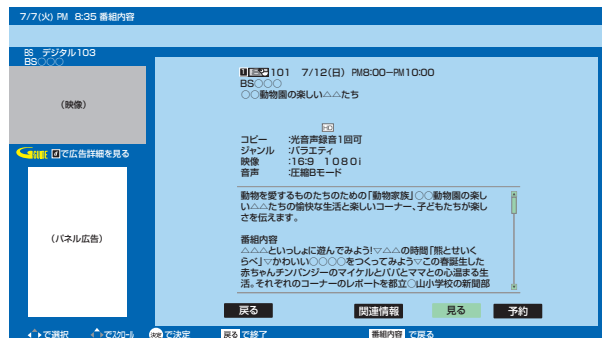 7/7(火) PM 8:35 番組内容
BS デジタル103
BS○○○
(映像)
Gガイド dで広告詳細を見る
(パネル広告)
101 7/12(日) PM8:00−PM10:00
BS○○○
○○動物園の楽しい△△たち
HD
コピー :光音声録音1回可
ジャンル :バラエティ
映像 :16:9 1080i
音声 :圧縮Bモード
動物を愛するものたちのための「動物家族」○○動物園の楽し
い△△たちの愉快な生活と楽しいコーナー、子どもたちが楽し
さを伝えます。
番組内容
△△△といっしょに遊んでみよう!▽△△の時間「熊とせいく
らべ」▽かわいい○○○○をつくってみよう▽この春誕生した
赤ちゃんチンパンジーのマイケルとパパとママとの心温まる生
活。それぞれのコーナーのレポートを都立○山小学校の新聞部
戻る 関連情報 見る 予約
で選択 でスクロール 決定 で決定 戻る で終了 番組内容 で戻る